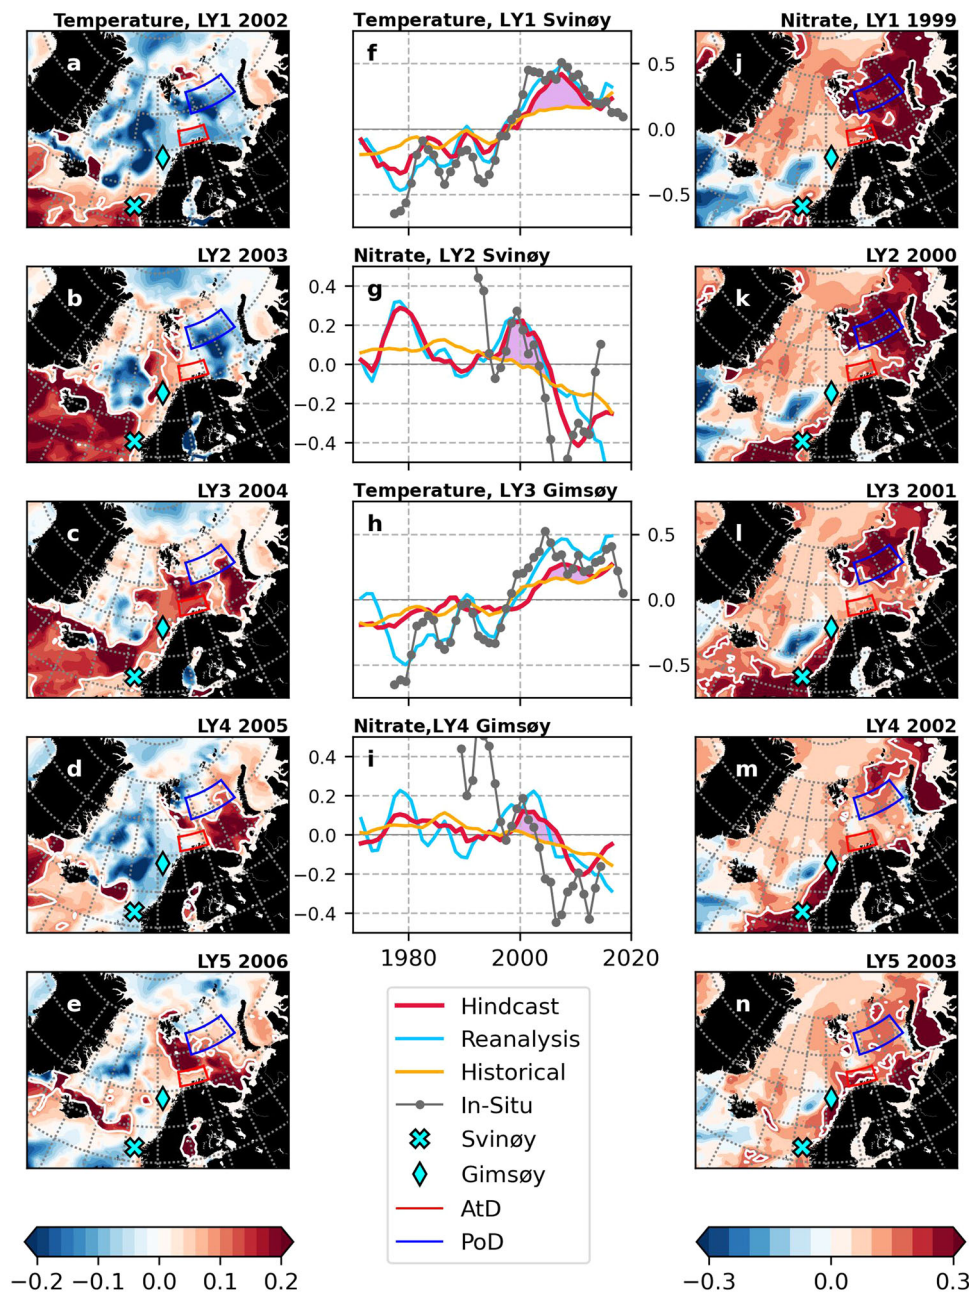 Temperature, LY1 2002
a
LY2 2003
b
LY3 2004
c
LY4 2005
d
LY5 2006
e
−0.2 −0.1 0.0 0.1 0.2
Temperature, LY1 Svinøy
f
0.5
0.0
−0.5
Nitrate, LY2 Svinøy
g
0.4
0.2
0.0
−0.2
−0.4
Temperature, LY3 Gimsøy
h
0.5
0.0
−0.5
Nitrate,LY4 Gimsøy
i
0.4
0.2
0.0
−0.2
−0.4
1980 2000 2020
Hindcast
Reanalysis
Historical
In-Situ
Svinøy
Gimsøy
AtD
PoD
Nitrate, LY1 1999
j
LY2 2000
k
LY3 2001
l
LY4 2002
m
LY5 2003
n
−0.3 0.0 0.3